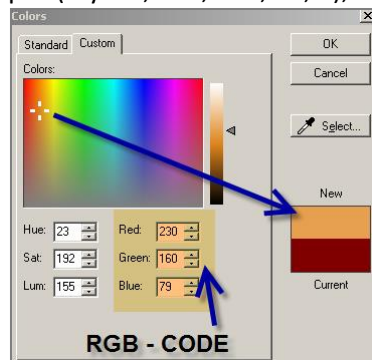 Colors
Standard Custom
OK
Colors:
Cancel
Select...
New
Hue: 23 Red: 230
Sat: 192 Green: 160
Lum: 155 Blue: 79
Current
RGB - CODE